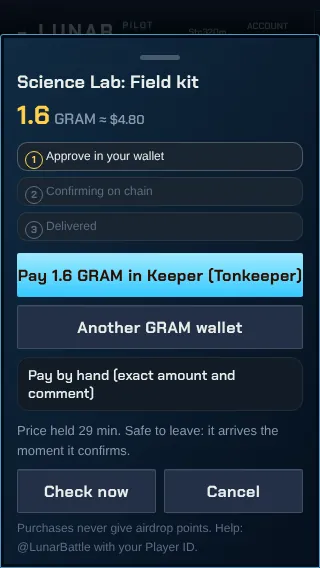 LUNAR PILOT ACCOUNT
Science Lab: Field kit
1.6 GRAM ≈ $4.80
1 Approve in your wallet
2 Confirming on chain
3 Delivered
Pay 1.6 GRAM in Keeper (Tonkeeper)
Another GRAM wallet
Pay by hand (exact amount and
comment)
Price held 29 min. Safe to leave: it arrives the
moment it confirms.
Check now Cancel
Purchases never give airdrop points. Help:
@LunarBattle with your Player ID.